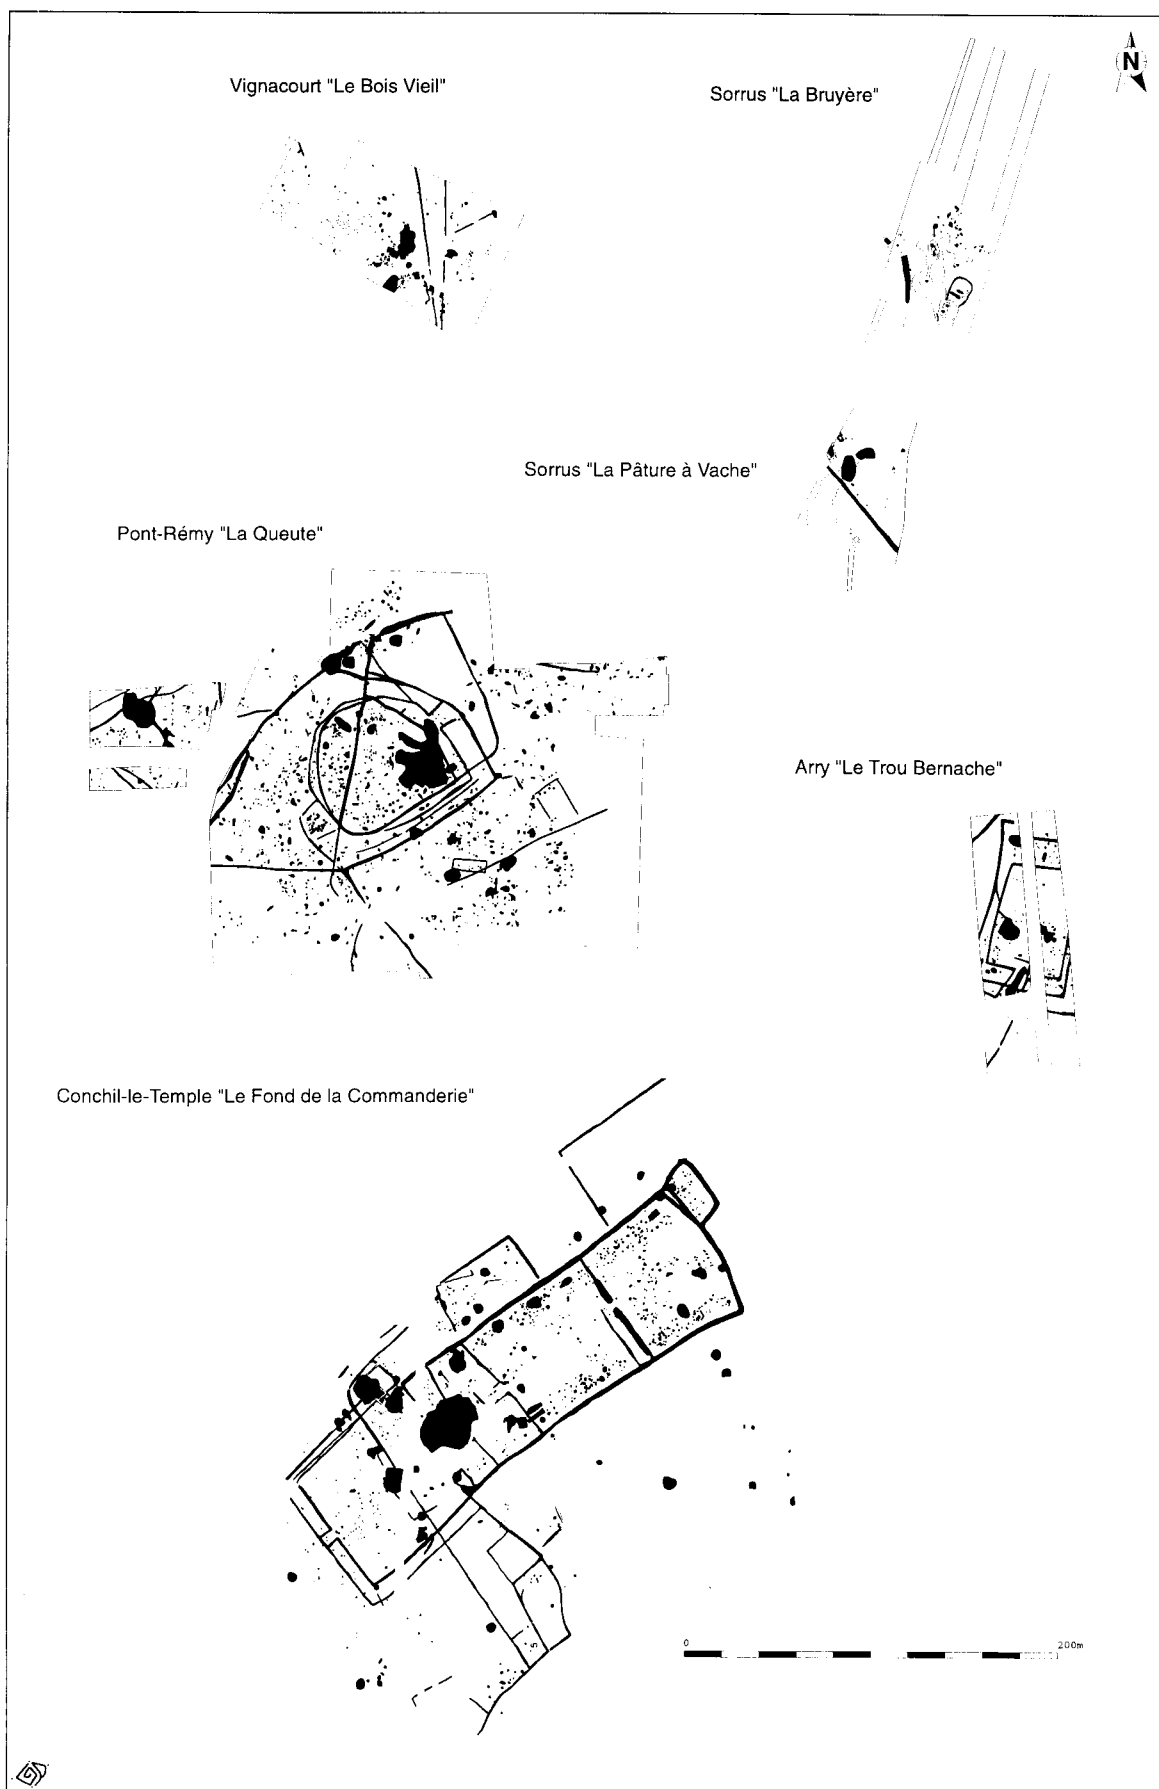 N
Vignacourt "Le Bois Vieil"
Sorrus "La Bruyère"
Sorrus "La Pâture à Vache"
Pont-Rémy "La Queute"
Arry "Le Trou Bernache"
Conchil-le-Temple "Le Fond de la Commanderie"
0 200m